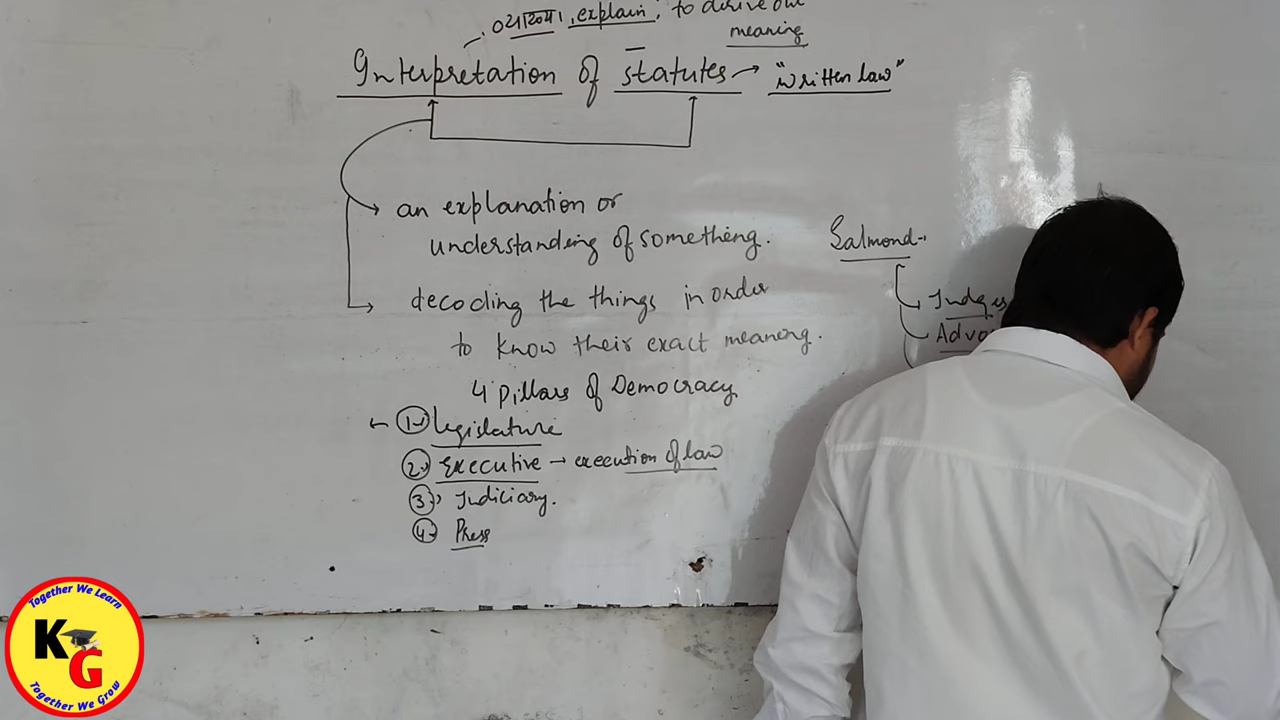 explain, to derive out
meaning
Interpretation of statutes → "written law"
an explanation or
understanding of something.
Salmond-
decoding the things in order
Judges
to know their exact meaning.
4 pillars of Democracy
1 legislature
2 Executive → execution of law
3 Judiciary.
4 Press
Together We Learn
KG
Together We Grow